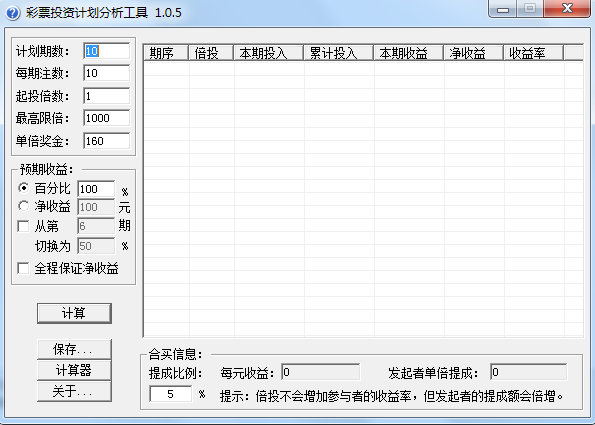 彩票投资计划分析工具 1.0.5
计划期数: 10
每期注数: 10
起投倍数: 1
最高限倍: 1000
单倍奖金: 160
预期收益:
百分比 100 %
净收益 100 元
从第 6 期
切换为 50 %
全程保证净收益
计算
保存...
计算器
关于...
期序 倍投 本期投入 累计投入 本期收益 净收益 收益率
合买信息:
提成比例: 每元收益: 0 发起者单倍提成: 0
5 % 提示: 倍投不会增加参与者的收益率, 但发起者的提成额会倍增。